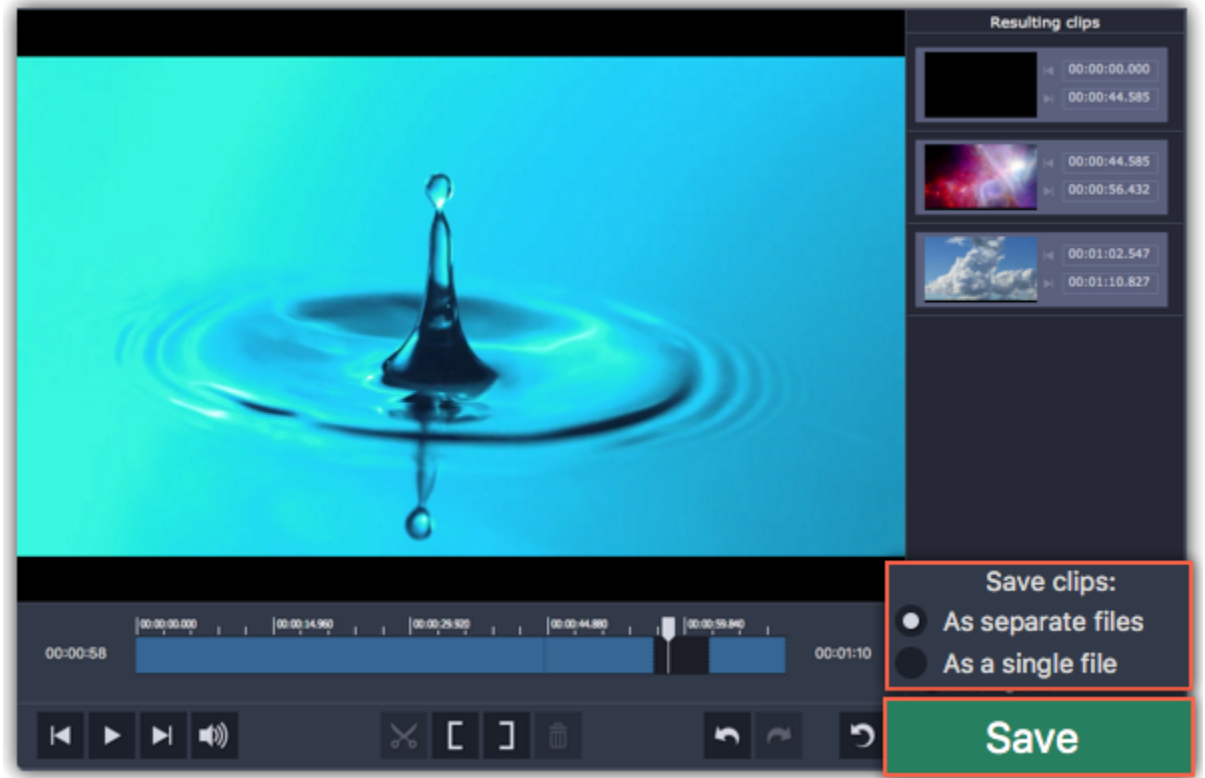 Resulting clips
00:00:00.000
00:00:44.585
00:00:44.585
00:00:56.432
00:01:02.547
00:01:10.827
Save clips:
As separate files
As a single file
00:00:00.000 00:00:14.960 00:00:29.920 00:00:44.880 00:00:59.840
00:00:58 00:01:10
Save